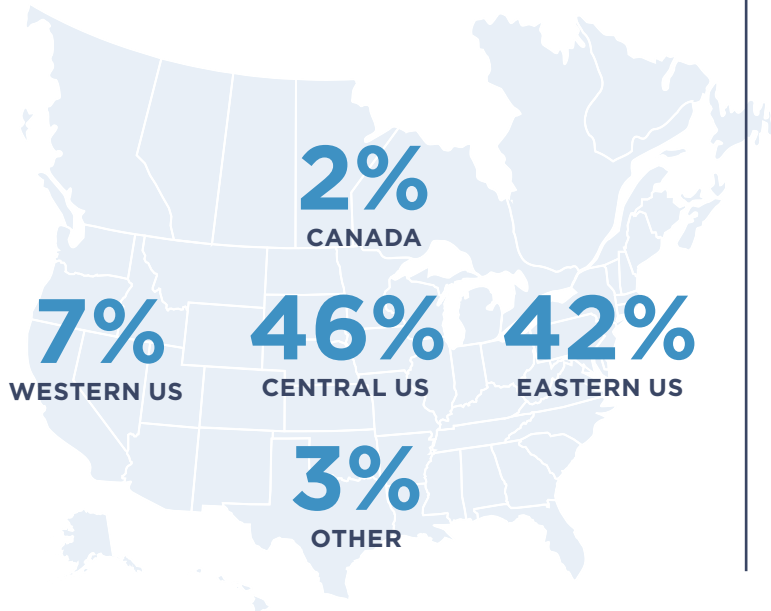 2%
CANADA
7%
WESTERN US
46%
CENTRAL US
42%
EASTERN US
3%
OTHER